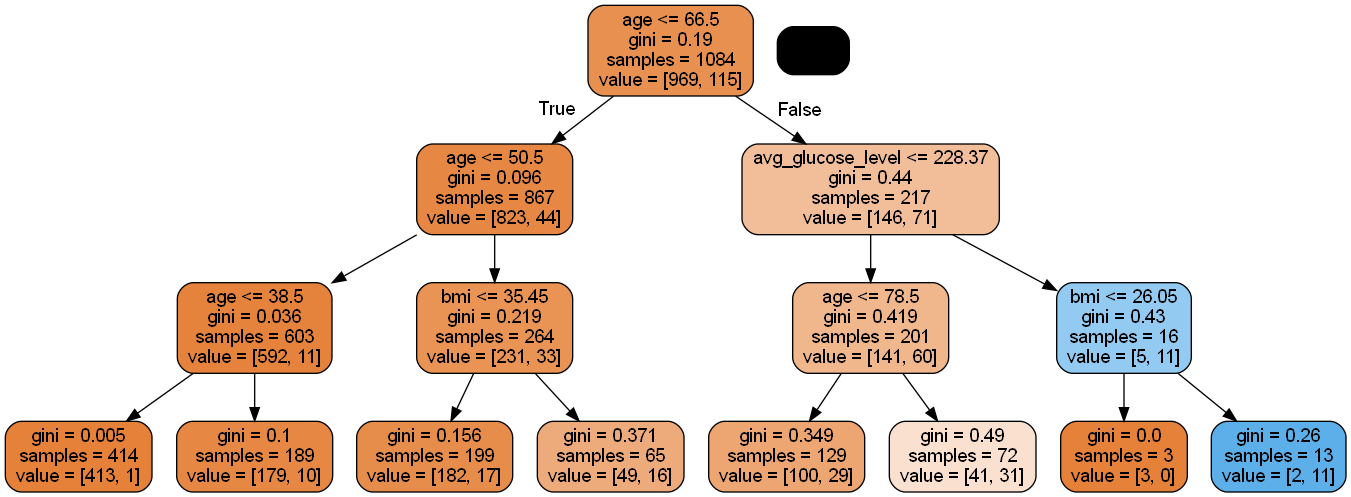 age <= 66.5
gini = 0.19
samples = 1084
value = [969, 115]
True
False
age <= 50.5
gini = 0.096
samples = 867
value = [823, 44]
avg_glucose_level <= 228.37
gini = 0.44
samples = 217
value = [146, 71]
age <= 38.5
gini = 0.036
samples = 603
value = [592, 11]
bmi <= 35.45
gini = 0.219
samples = 264
value = [231, 33]
age <= 78.5
gini = 0.419
samples = 201
value = [141, 60]
bmi <= 26.05
gini = 0.43
samples = 16
value = [5, 11]
gini = 0.005
samples = 414
value = [413, 1]
gini = 0.1
samples = 189
value = [179, 10]
gini = 0.156
samples = 199
value = [182, 17]
gini = 0.371
samples = 65
value = [49, 16]
gini = 0.349
samples = 129
value = [100, 29]
gini = 0.49
samples = 72
value = [41, 31]
gini = 0.0
samples = 3
value = [3, 0]
gini = 0.26
samples = 13
value = [2, 11]